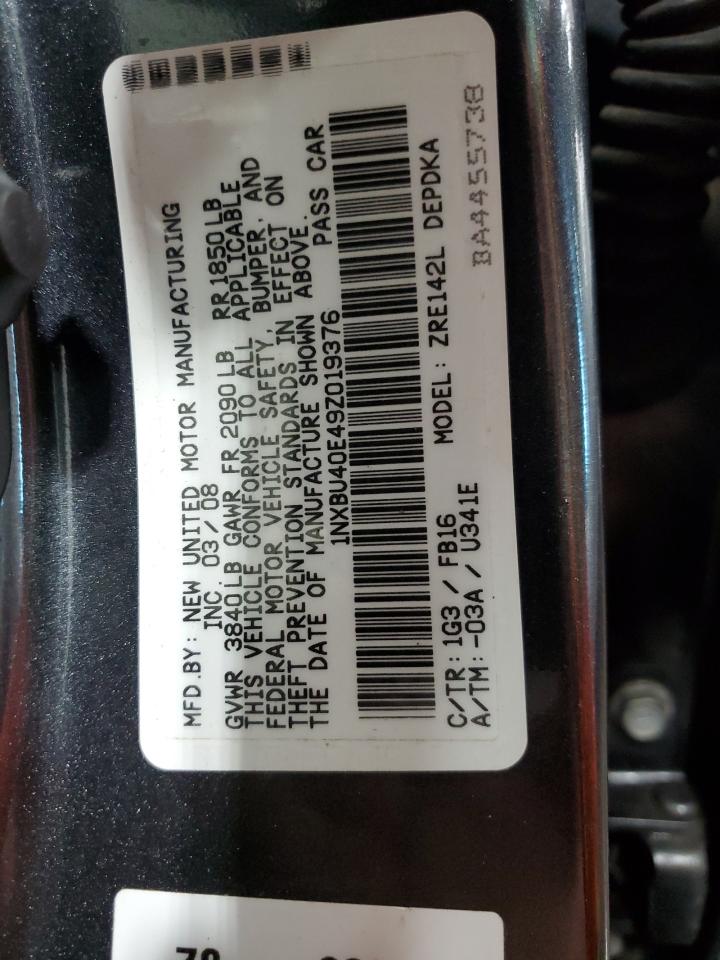 MFD.BY: NEW UNITED MOTOR MANUFACTURING
INC. 03/08
GVWR 3840LB GAWR FR 2090LB RR1850LB
THIS VEHICLE CONFORMS TO ALL APPLICABLE
FEDERAL MOTOR VEHICLE SAFETY, BUMPER, AND
THEFT PREVENTION STANDARDS IN EFFECT ON
THE DATE OF MANUFACTURE SHOWN ABOVE.
1NXBU40E49Z019376 PASS CAR
C/TR: 1G3 / FB16 MODEL: ZRE142L DEPDKA
A/TM: -03A / U341E
BA4455738